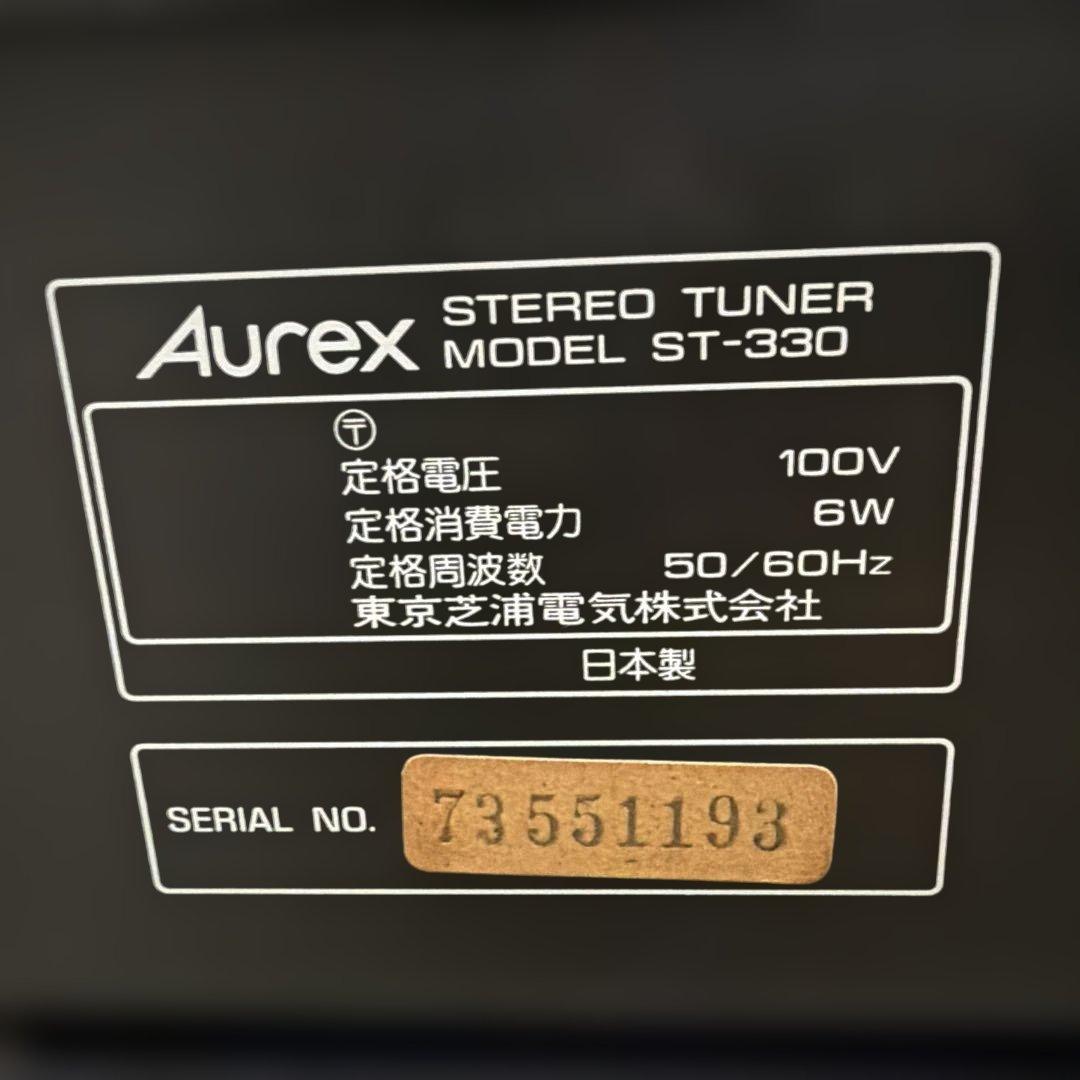 Aurex
STEREO TUNER
MODEL ST-330
〒
定格電圧 100V
定格消費電力 6W
定格周波数 50/60Hz
東京芝浦電気株式会社
日本製
SERIAL NO. 73551193